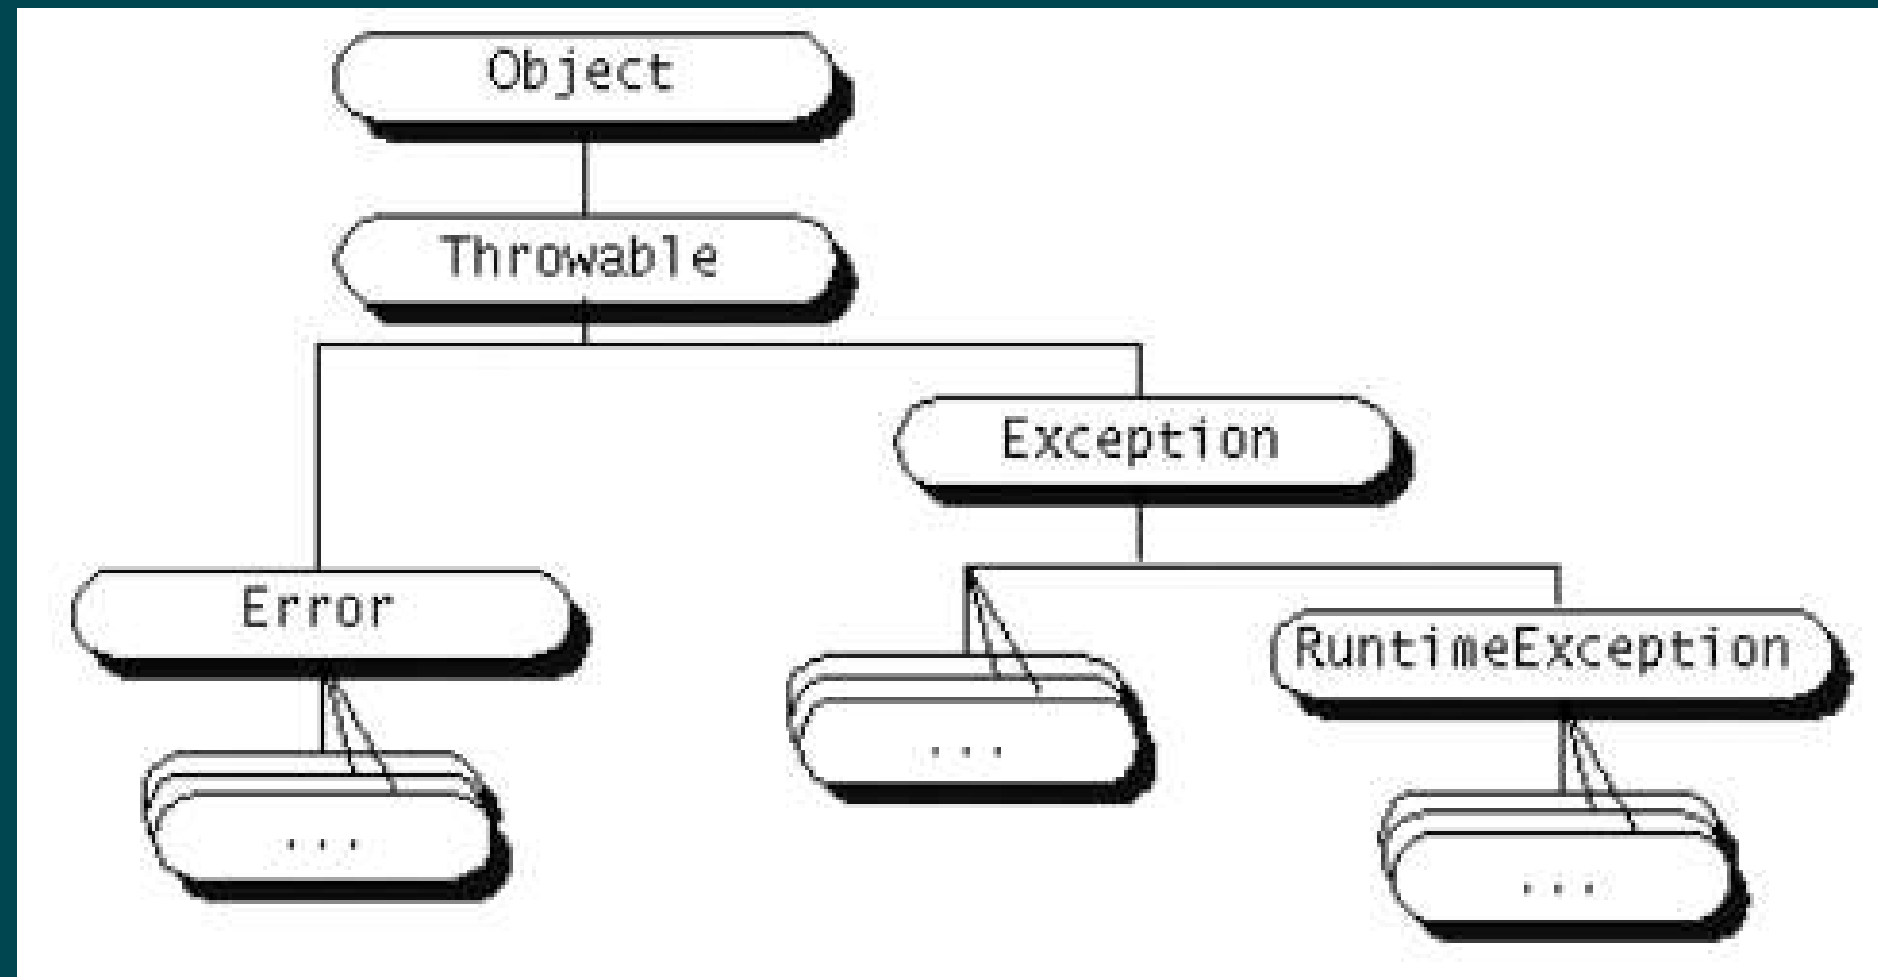 Object
Throwable
Exception
Error
RuntimeException
...
...
...